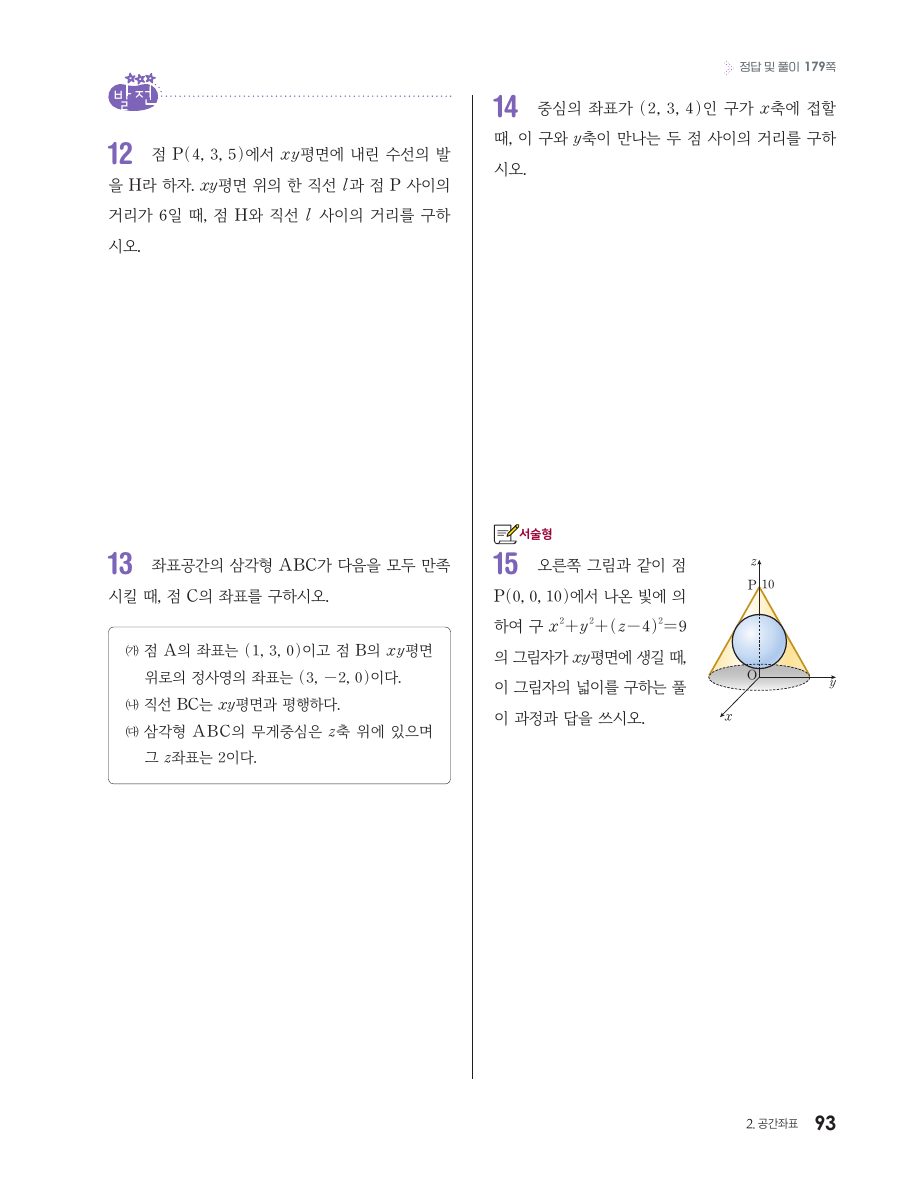 정답 및 풀이 179쪽
발전
12 점 P(4, 3, 5)에서 xy평면에 내린 수선의 발
을 H라 하자. xy평면 위의 한 직선 l과 점 P 사이의
거리가 6일 때, 점 H와 직선 l 사이의 거리를 구하
시오.
13 좌표공간의 삼각형 ABC가 다음을 모두 만족
시킬 때, 점 C의 좌표를 구하시오.
㈎ 점 A의 좌표는 (1, 3, 0)이고 점 B의 xy평면
위로의 정사영의 좌표는 (3, -2, 0)이다.
㈏ 직선 BC는 xy평면과 평행하다.
㈐ 삼각형 ABC의 무게중심은 z축 위에 있으며
그 z좌표는 2이다.
14 중심의 좌표가 (2, 3, 4)인 구가 x축에 접할
때, 이 구와 y축이 만나는 두 점 사이의 거리를 구하
시오.
서술형
15 오른쪽 그림과 같이 점
P(0, 0, 10)에서 나온 빛에 의
하여 구 x²+y²+(z-4)²=9
의 그림자가 xy평면에 생길 때,
이 그림자의 넓이를 구하는 풀
이 과정과 답을 쓰시오.
z
P 10
O
y
x
2. 공간좌표 93